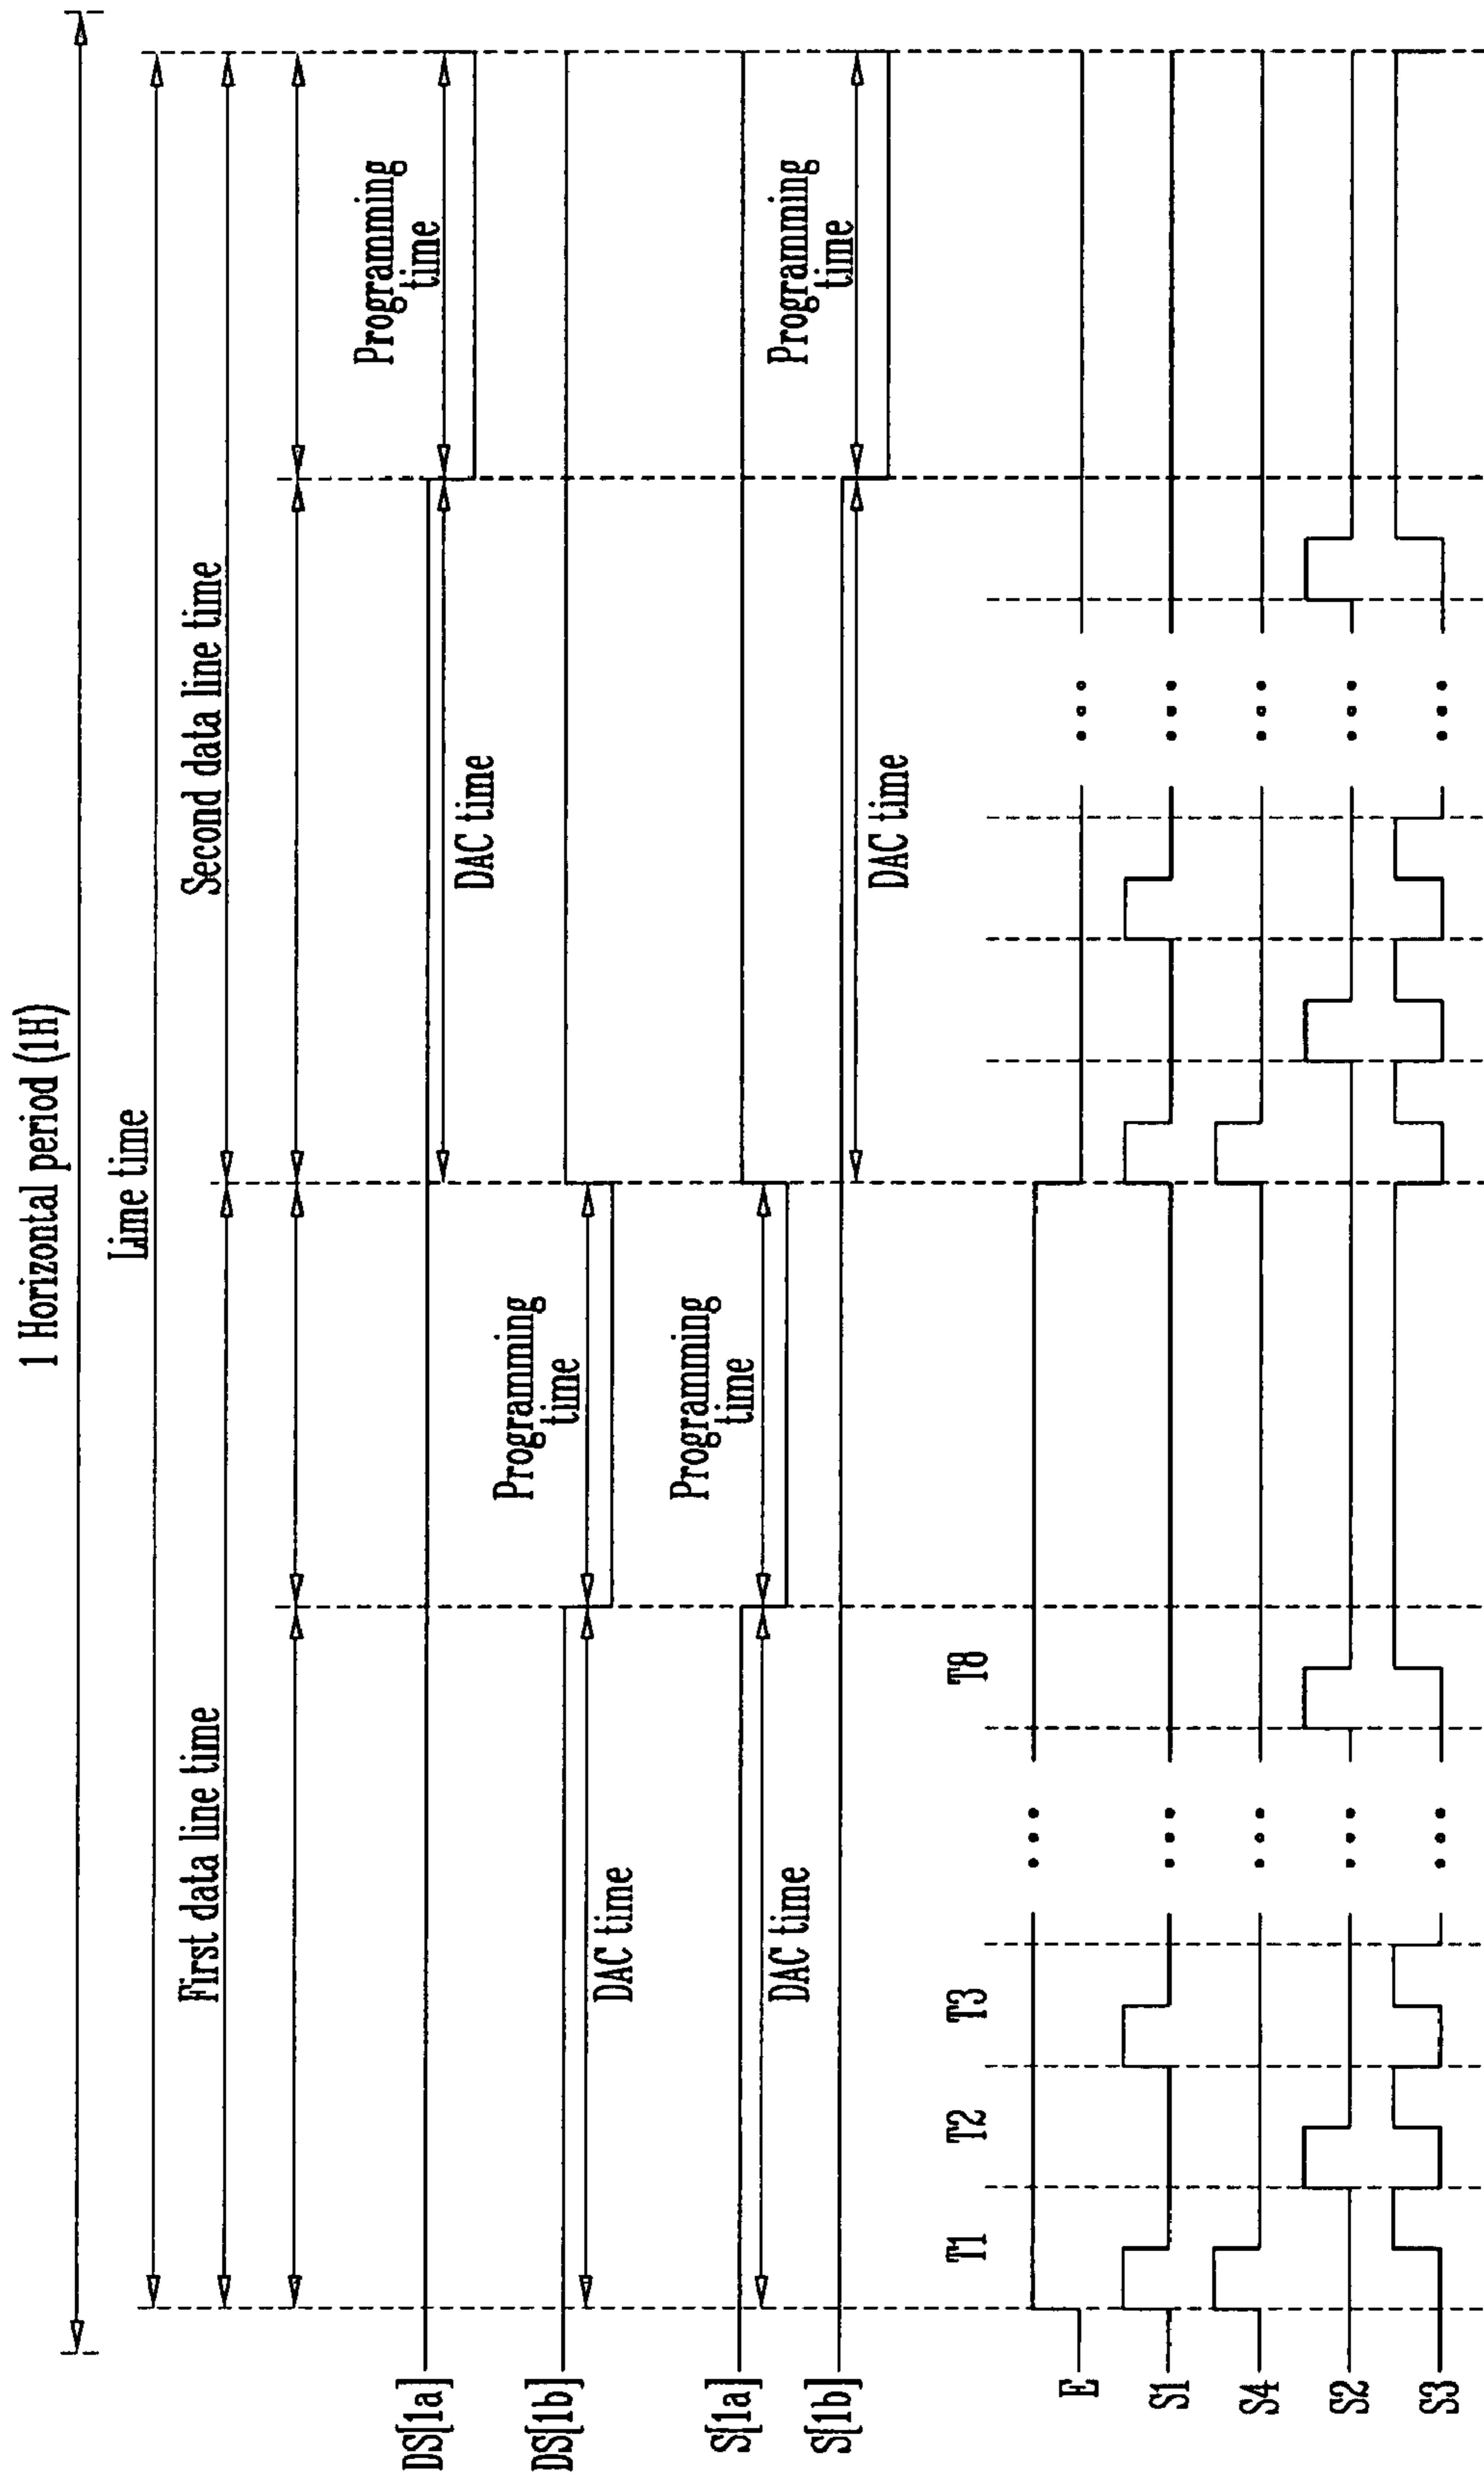 1 Horizontal period (1H)
Lime time
First data line time
Second data line time
DS[1a]
DAC time
Programming
time
DS[1b]
DAC time
Programming
time
S[1a]
DAC time
Programming
time
S[1b]
DAC time
Programming
time
T1
T2
T3
T8
E
S1
S4
S2
S3